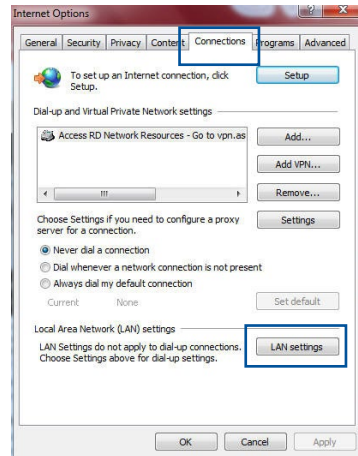 Internet Options
General Security Privacy Content Connections Programs Advanced
To set up an Internet connection, click
Setup.
Setup
Dial-up and Virtual Private Network settings
Access RD Network Resources - Go to vpn.as
Add...
Add VPN...
Remove...
Choose Settings if you need to configure a proxy
server for a connection.
Settings
Never dial a connection
Dial whenever a network connection is not present
Always dial my default connection
Current None
Set default
Local Area Network (LAN) settings
LAN Settings do not apply to dial-up connections.
Choose Settings above for dial-up settings.
LAN settings
OK Cancel Apply